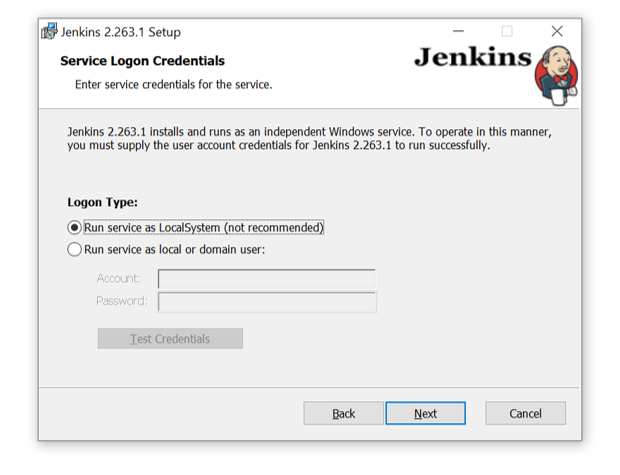 Jenkins 2.263.1 Setup
Service Logon Credentials
Enter service credentials for the service.
Jenkins
Jenkins 2.263.1 installs and runs as an independent Windows service. To operate in this manner,
you must supply the user account credentials for Jenkins 2.263.1 to run successfully.
Logon Type:
Run service as LocalSystem (not recommended)
Run service as local or domain user:
Account:
Password:
Test Credentials
Back Next Cancel